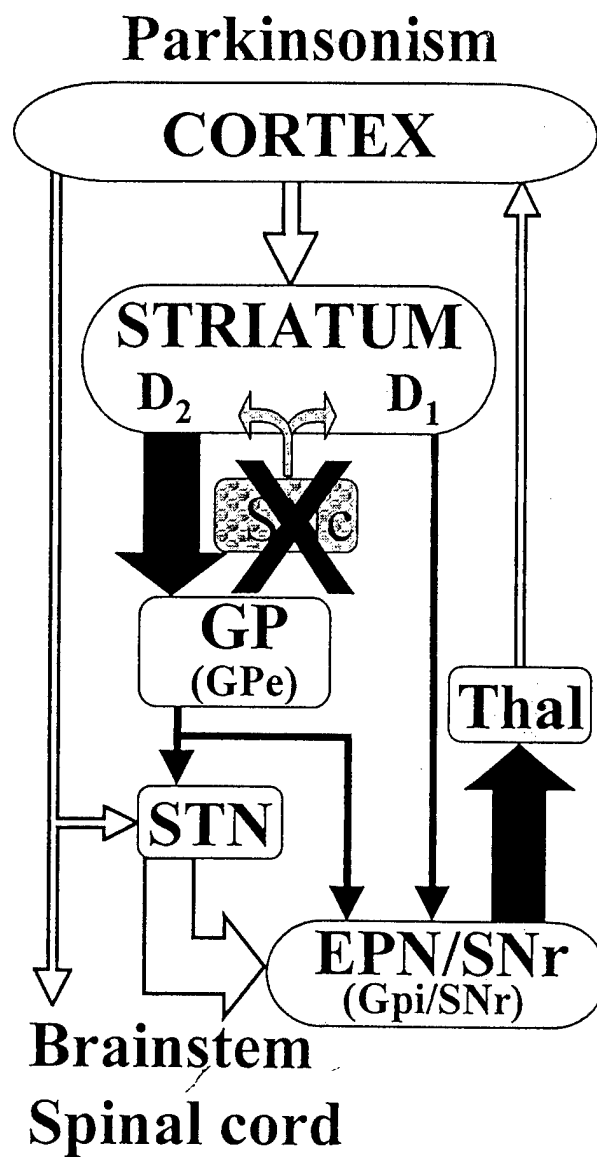 Parkinsonism
CORTEX
STRIATUM
D₂ D₁
GP
(GPe)
Thal
STN
EPN/SNr
(Gpi/SNr)
Brainstem
Spinal cord